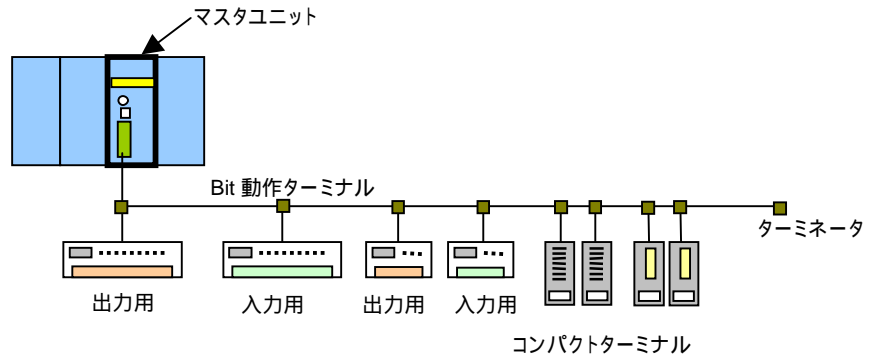 マスタユニット
Bit 動作ターミナル
ターミネータ
出力用
入力用
出力用
入力用
コンパクトターミナル